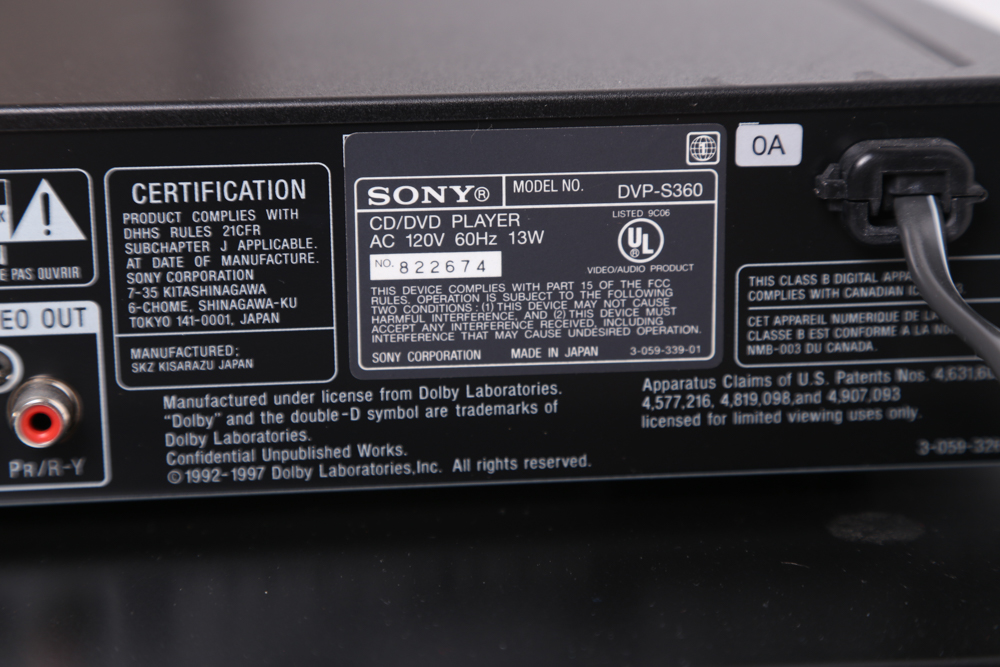 E PAS OUVRIR
EO OUT
PR/R-Y
CERTIFICATION
PRODUCT COMPLIES WITH
DHHS RULES 21CFR
SUBCHAPTER J APPLICABLE.
AT DATE OF MANUFACTURE.
SONY CORPORATION
7-35 KITASHINAGAWA
6-CHOME, SHINAGAWA-KU
TOKYO 141-0001, JAPAN
MANUFACTURED:
SKZ KISARAZU JAPAN
1
SONY® MODEL NO. DVP-S360
CD/DVD PLAYER
AC 120V 60Hz 13W
NO. 822674
LISTED 9C06
UL
VIDEO/AUDIO PRODUCT
THIS DEVICE COMPLIES WITH PART 15 OF THE FCC
RULES. OPERATION IS SUBJECT TO THE FOLLOWING
TWO CONDITIONS: (1) THIS DEVICE MAY NOT CAUSE
HARMFUL INTERFERENCE, AND (2) THIS DEVICE MUST
ACCEPT ANY INTERFERENCE RECEIVED, INCLUDING
INTERFERENCE THAT MAY CAUSE UNDESIRED OPERATION.
SONY CORPORATION MADE IN JAPAN 3-059-339-01
0A
THIS CLASS B DIGITAL
COMPLIES WITH CANADIAN
CET APPAREIL NUMERIQUE DE
CLASSE B EST CONFORME A LA
NMB-003 DU CANADA.
Manufactured under license from Dolby Laboratories.
"Dolby" and the double-D symbol are trademarks of
Dolby Laboratories.
Confidential Unpublished Works.
©1992-1997 Dolby Laboratories,Inc. All rights reserved.
Apparatus Claims of U.S. Patents Nos.
4,577,216, 4,819,098,and 4,907,093
licensed for limited viewing uses only.